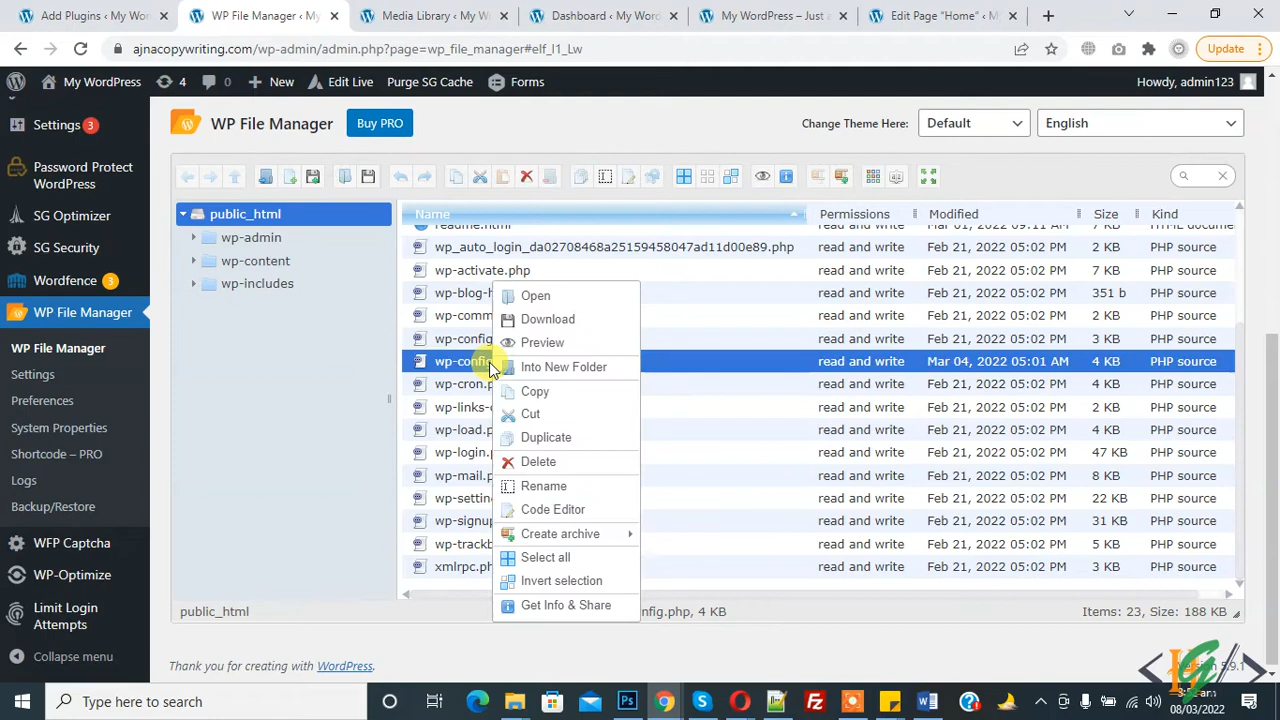 Add Plugins ‹ My WordPress
WP File Manager ‹ My WordPress
Media Library ‹ My WordPress
Dashboard ‹ My WordPress
My WordPress – Just a
Edit Page "Home" ‹ My
ajnacopywriting.com/wp-admin/admin.php?page=wp_file_manager#elf_l1_Lw
Update
My WordPress
4
0
New
Edit Live
Purge SG Cache
Forms
Howdy, admin123
Settings 3
Password Protect
WordPress
SG Optimizer
SG Security
Wordfence 3
WP File Manager
WP File Manager
Settings
Preferences
System Properties
Shortcode – PRO
Logs
Backup/Restore
WFP Captcha
WP-Optimize
Limit Login
Attempts
Collapse menu
WP File Manager
Buy PRO
Change Theme Here:
Default
English
public_html
wp-admin
wp-content
wp-includes
Name Permissions Modified Size Kind
readme.html
wp_auto_login_da02708468a25159458047ad11d00e89.php read and write Feb 21, 2022 05:02 PM 2 KB PHP source
wp-activate.php read and write Feb 21, 2022 05:02 PM 7 KB PHP source
wp-blog-h read and write Feb 21, 2022 05:02 PM 351 b PHP source
wp-comm read and write Feb 21, 2022 05:02 PM 2 KB PHP source
wp-config read and write Feb 21, 2022 05:02 PM 3 KB PHP source
wp-config read and write Mar 04, 2022 05:01 AM 4 KB PHP source
wp-cron.p read and write Feb 21, 2022 05:02 PM 4 KB PHP source
wp-links- read and write Feb 21, 2022 05:02 PM 2 KB PHP source
wp-load.p read and write Feb 21, 2022 05:02 PM 4 KB PHP source
wp-login.p read and write Feb 21, 2022 05:02 PM 47 KB PHP source
wp-mail.p read and write Feb 21, 2022 05:02 PM 8 KB PHP source
wp-settin read and write Feb 21, 2022 05:02 PM 22 KB PHP source
wp-signup read and write Feb 21, 2022 05:02 PM 31 KB PHP source
wp-trackb read and write Feb 21, 2022 05:02 PM 5 KB PHP source
xmlrpc.ph read and write Feb 21, 2022 05:02 PM 3 KB PHP source
Open
Download
Preview
Into New Folder
Copy
Cut
Duplicate
Delete
Rename
Code Editor
Create archive
Select all
Invert selection
Get Info & Share
public_html
nfig.php, 4 KB
Items: 23, Size: 188 KB
Thank you for creating with WordPress.
5.9.1
Type here to search
08/03/2022